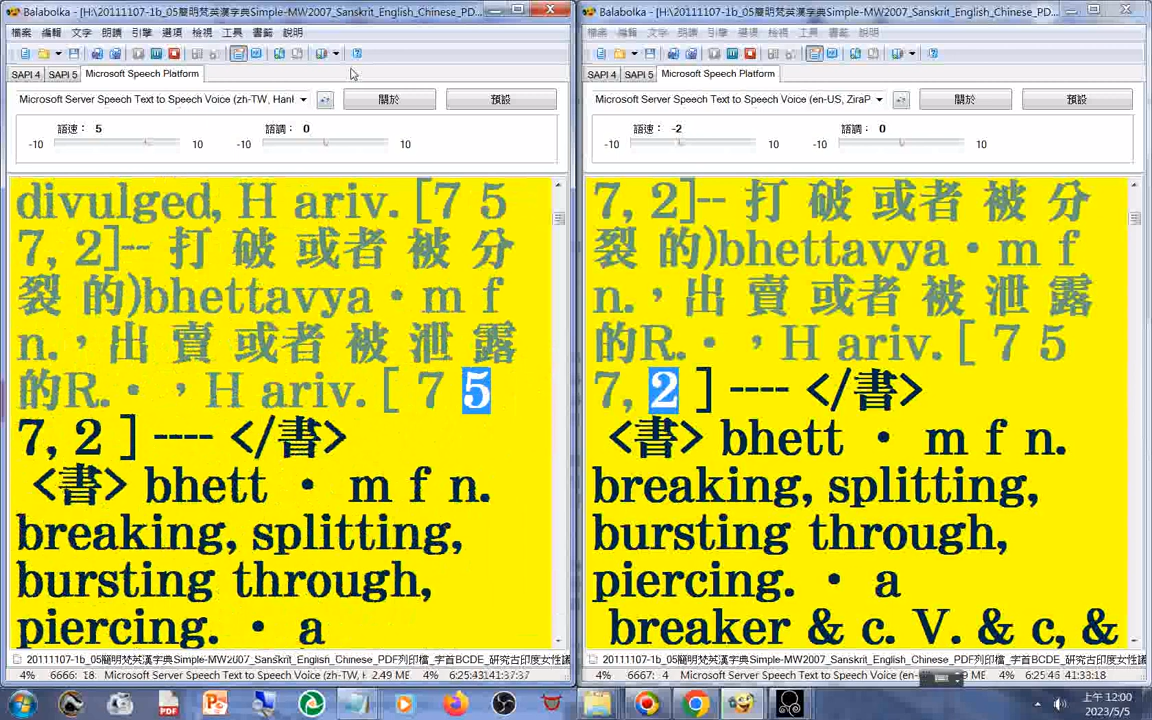 Balabolka - [H:\20111107-1b_05簡明梵英漢字典Simple-MW2007_Sanskrit_English_Chinese_PD...
檔案 編輯 文字 朗讀 引擎 選項 檢視 工具 書籤 說明
SAPI 4 SAPI 5 Microsoft Speech Platform
Microsoft Server Speech Text to Speech Voice (zh-TW, Hanl 關於 預設
語速： 5 語調： 0
-10 10 -10 10
divulged, H ariv. [7 5
7, 2]-- 打 破 或者 被 分
裂 的)bhettavya・m f
n.，出 賣 或者 被 泄 露
的R.・，H ariv. [ 7 5
7, 2 ] ---- </書>
<書> bhett ・ m f n.
breaking, splitting,
bursting through,
piercing. ・ a
20111107-1b_05簡明梵英漢字典Simple-MW2007_Sanskrit_English_Chinese_PDF列印檔_字首BCDE_研究古印度女性議
4% 6666: 18: Microsoft Server Speech Text to Speech Voice (zh-TW, H 2.49 ME 4% 6:25:43\41:37:37
Balabolka - [H:\20111107-1b_05簡明梵英漢字典Simple-MW2007_Sanskrit_English_Chinese_PD...
檔案 編輯 文字 朗讀 引擎 選項 檢視 工具 書籤 說明
SAPI 4 SAPI 5 Microsoft Speech Platform
Microsoft Server Speech Text to Speech Voice (en-US, ZiraP 關於 預設
語速： -2 語調： 0
-10 10 -10 10
7, 2]-- 打 破 或者 被 分
裂 的)bhettavya・m f
n.，出 賣 或者 被 泄 露
的R.・，H ariv. [ 7 5
7, 2 ] ---- </書>
<書> bhett ・ m f n.
breaking, splitting,
bursting through,
piercing. ・ a
breaker & c. V. & c, &
20111107-1b_05簡明梵英漢字典Simple-MW2007_Sanskrit_English_Chinese_PDF列印檔_字首BCDE_研究古印度女性議
4% 6667: 4 Microsoft Server Speech Text to Speech Voice (en-US 4% 6:25:46 41:33:18
PDF
上午 12:00
2023/5/5